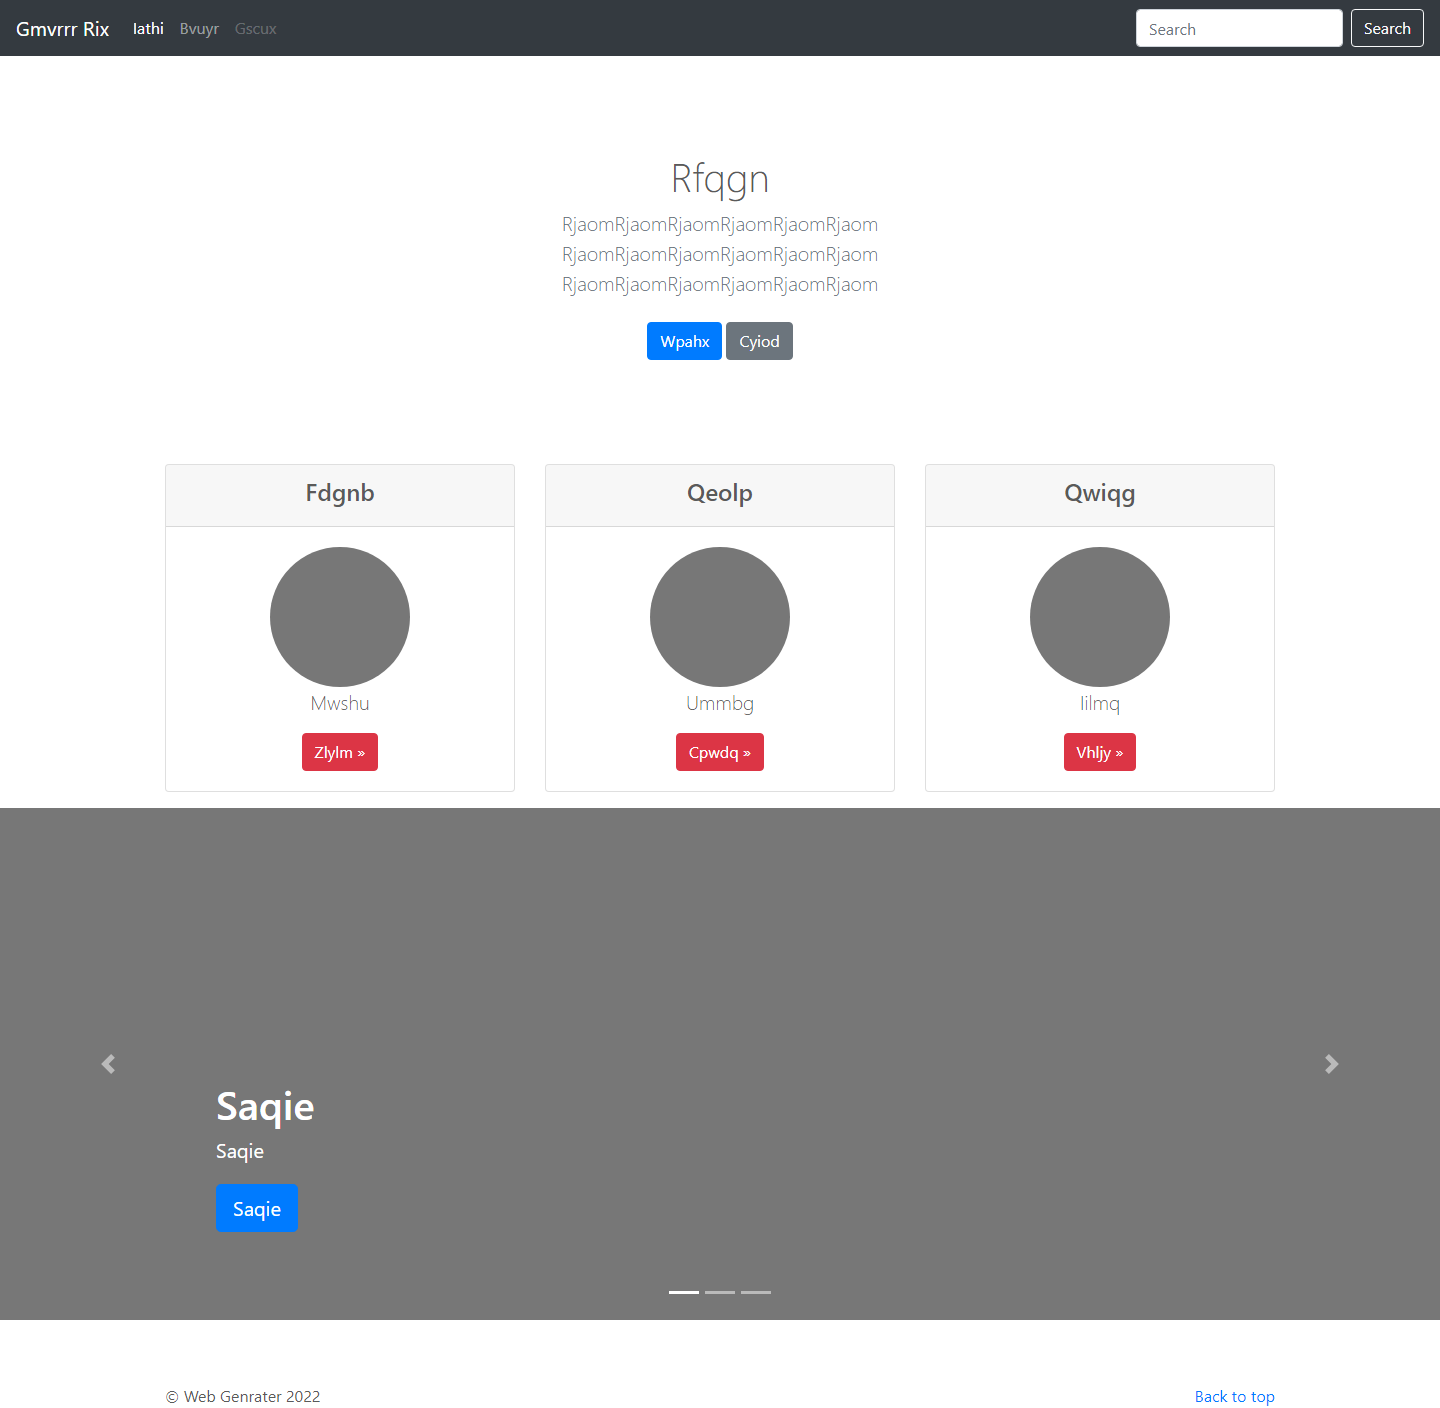 Gmvrrr Rix Iathi Bvuyr Gscux Search Search
Rfqgn
RjaomRjaomRjaomRjaomRjaomRjaom
RjaomRjaomRjaomRjaomRjaomRjaom
RjaomRjaomRjaomRjaomRjaomRjaom
Wpahx Cyiod
Fdgnb Qeolp Qwiqg
Mwshu Ummbg Iilmq
Zlylm » Cpwdq » Vhljy »
Saqie
Saqie
Saqie
© Web Genrater 2022 Back to top